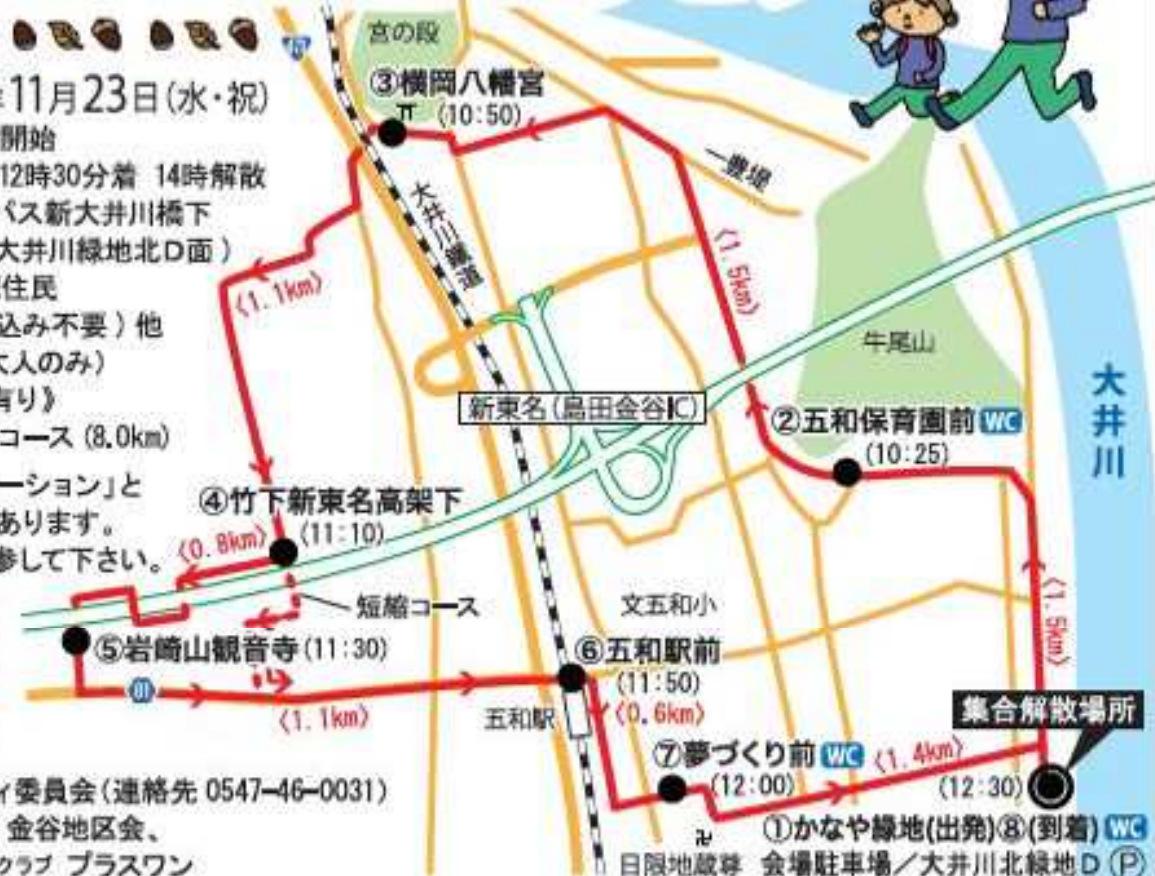 11月23日(水・祝)
開始
12時30分着 14時解散
パス新大井川橋下
大井川緑地北D面)
住民
込み不要)他
大人のみ)
有り》
コース(8.0km)
ーション」と
あります。
参して下さい。
宮の段
③横岡八幡宮
(10:50)
一豊堤
大井川鐵道
〈1.1km〉
〈1.5km〉
牛尾山
大井川
新東名(島田金谷IC)
②五和保育園前 WC
(10:25)
④竹下新東名高架下
(11:10)
〈0.8km〉
短縮コース
文五和小
〈1.5km〉
⑤岩崎山観音寺(11:30)
81
〈1.1km〉
⑥五和駅前
(11:50)
〈0.6km〉
五和駅
集合解散場所
⑦夢づくり前 WC
(12:00)
〈1.4km〉
(12:30)
①かなや緑地(出発)⑧(到着) WC
卍
日限地蔵尊 会場駐車場/大井川北緑地D Ⓟ
ィ委員会(連絡先 0547-46-0031)
金谷地区会、
クラブ プラスワン